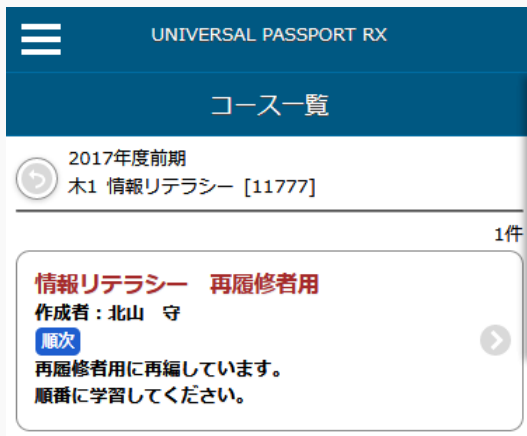 UNIVERSAL PASSPORT RX
コース一覧
2017年度前期
木1 情報リテラシー [11777]
1件
情報リテラシー　再履修者用
作成者：北山　守
順次
再履修者用に再編しています。
順番に学習してください。